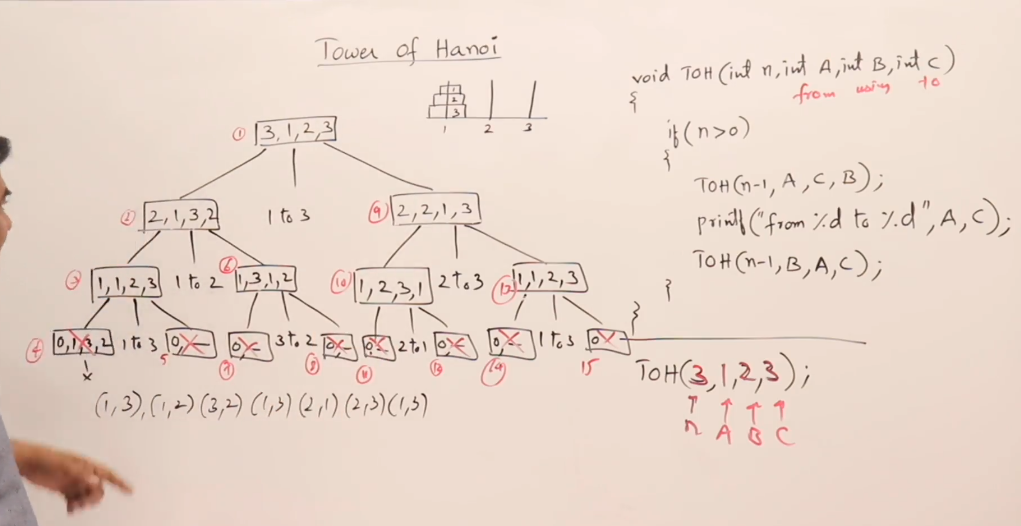 Tower of Hanoi
1
2
3
1 2 3
① 3,1,2,3
② 2,1,3,2 1 to 3 ⑨ 2,2,1,3
③ 1,1,2,3 1 to 2 ⑥ 1,3,1,2 ⑩ 1,2,3,1 2 to 3 ⑬ 1,1,2,3
④ 0,1,3,2 1 to 3 0, 0 3 to 2 0 0 2 to 1 0 0, 1 to 3 0
x 5 ⑦ ⑧ ⑪ ⑫ ⑭ 15
(1,3), (1,2) (3,2) (1,3) (2,1) (2,3) (1,3)
void TOH(int n, int A, int B, int C)
from using to
{
if(n>0)
{
TOH(n-1, A, C, B);
printf("from %d to %d", A, C);
TOH(n-1, B, A, C);
}
}
TOH(3,1,2,3);
n A B C